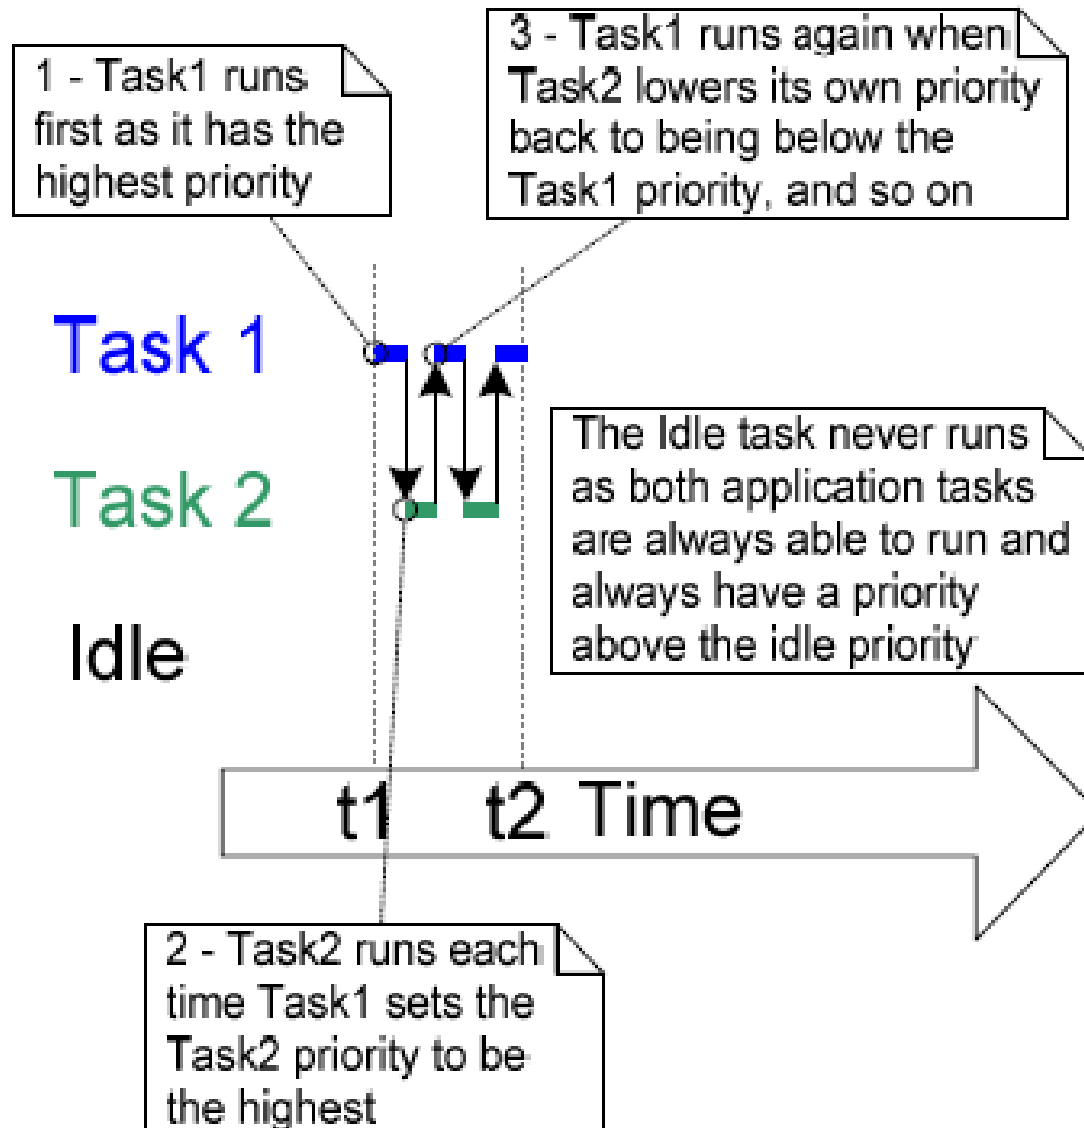 1 - Task1 runs
first as it has the
highest priority
3 - Task1 runs again when
Task2 lowers its own priority
back to being below the
Task1 priority, and so on
Task 1
Task 2
Idle
The Idle task never runs
as both application tasks
are always able to run and
always have a priority
above the idle priority
t1
t2
Time
2 - Task2 runs each
time Task1 sets the
Task2 priority to be
the highest